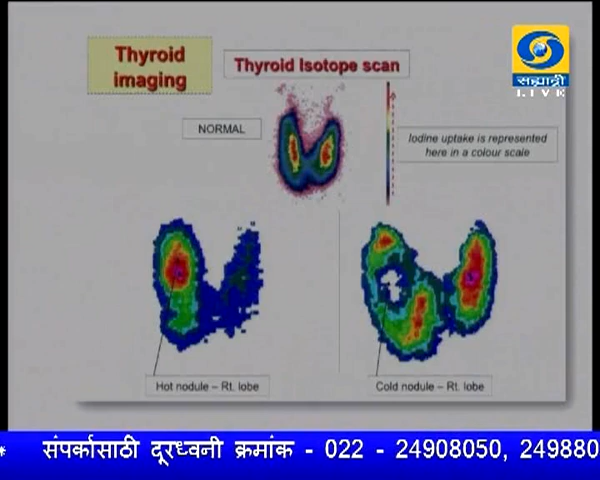 Thyroid
imaging
Thyroid Isotope scan
सह्याद्री
LIVE
NORMAL
Iodine uptake is represented
here in a colour scale
Hot nodule – Rt. lobe
Cold nodule – Rt. lobe
* संपर्कासाठी दूरध्वनी क्रमांक - 022 - 24908050, 249880